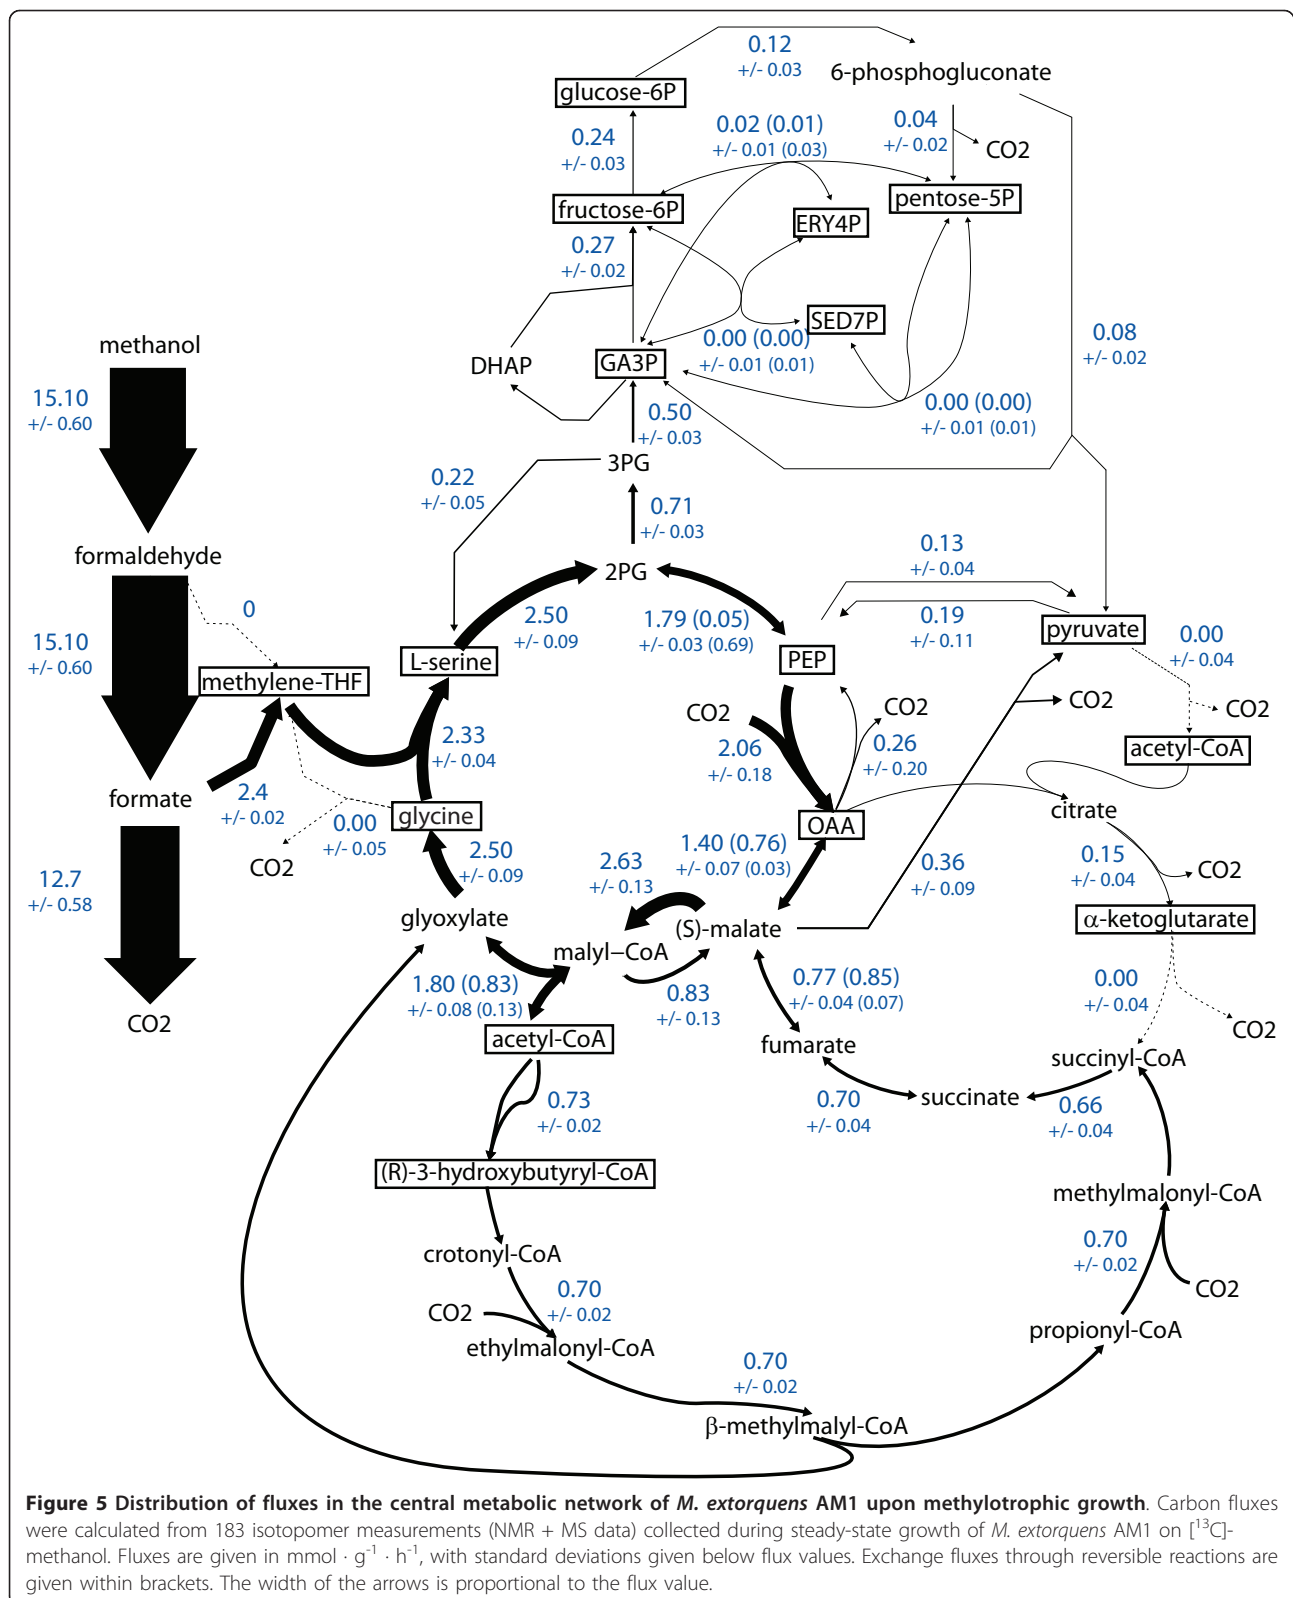 0.12
+/- 0.03
6-phosphogluconate
glucose-6P
0.24
+/- 0.03
0.02 (0.01)
+/- 0.01 (0.03)
0.04
+/- 0.02
CO2
fructose-6P
pentose-5P
ERY4P
0.27
+/- 0.02
SED7P
0.00 (0.00)
+/- 0.01 (0.01)
0.08
+/- 0.02
methanol
DHAP
GA3P
15.10
+/- 0.60
0.00 (0.00)
+/- 0.01 (0.01)
0.50
+/- 0.03
3PG
0.22
+/- 0.05
0.71
+/- 0.03
formaldehyde
2PG
0.13
+/- 0.04
0
15.10
+/- 0.60
2.50
+/- 0.09
1.79 (0.05)
+/- 0.03 (0.69)
0.19
+/- 0.11
pyruvate
0.00
+/- 0.04
L-serine
PEP
methylene-THF
CO2
CO2
CO2
CO2
2.33
+/- 0.04
2.06
+/- 0.18
0.26
+/- 0.20
acetyl-CoA
formate
2.4
+/- 0.02
glycine
0.00
+/- 0.05
OAA
citrate
CO2
2.50
+/- 0.09
1.40 (0.76)
+/- 0.07 (0.03)
2.63
+/- 0.13
0.36
+/- 0.09
0.15
+/- 0.04
CO2
12.7
+/- 0.58
glyoxylate
(S)-malate
α-ketoglutarate
malyl–CoA
1.80 (0.83)
+/- 0.08 (0.13)
0.83
+/- 0.13
0.77 (0.85)
+/- 0.04 (0.07)
0.00
+/- 0.04
CO2
CO2
acetyl-CoA
fumarate
succinyl-CoA
0.73
+/- 0.02
0.70
+/- 0.04
succinate
0.66
+/- 0.04
(R)-3-hydroxybutyryl-CoA
methylmalonyl-CoA
crotonyl-CoA
0.70
+/- 0.02
CO2
0.70
+/- 0.02
CO2
ethylmalonyl-CoA
propionyl-CoA
0.70
+/- 0.02
β-methylmalyl-CoA
Figure 5 Distribution of fluxes in the central metabolic network of M. extorquens AM1 upon methylotrophic growth. Carbon fluxes
were calculated from 183 isotopomer measurements (NMR + MS data) collected during steady-state growth of M. extorquens AM1 on [¹³C]-
methanol. Fluxes are given in mmol · g⁻¹ · h⁻¹, with standard deviations given below flux values. Exchange fluxes through reversible reactions are
given within brackets. The width of the arrows is proportional to the flux value.